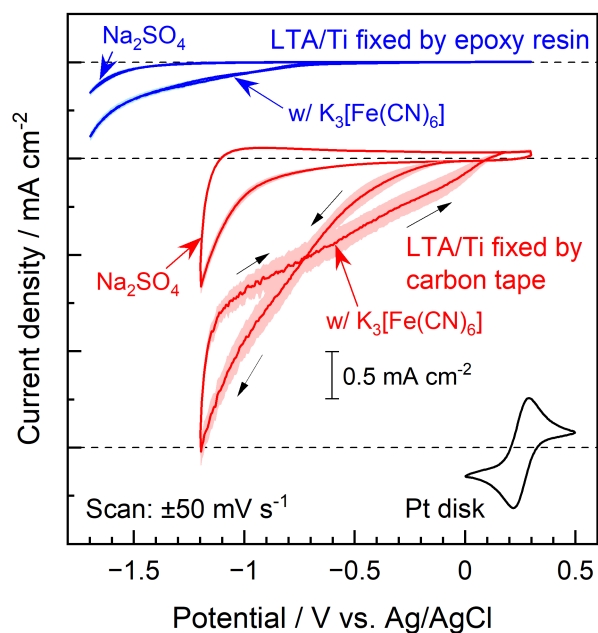 Na₂SO₄
LTA/Ti fixed by epoxy resin
w/ K₃[Fe(CN)₆]
Na₂SO₄
LTA/Ti fixed by
carbon tape
w/ K₃[Fe(CN)₆]
0.5 mA cm⁻²
Scan: ±50 mV s⁻¹
Pt disk
Current density / mA cm⁻²
−1.5
−1
−0.5
0
0.5
Potential / V vs. Ag/AgCl